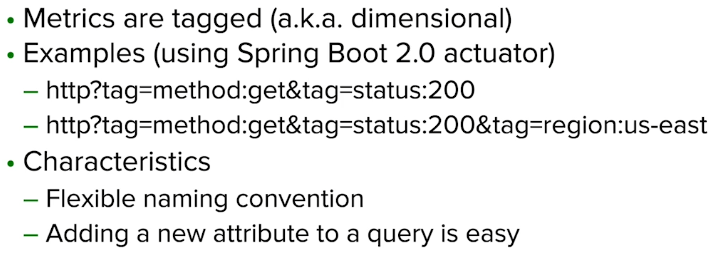 • Metrics are tagged (a.k.a. dimensional)
• Examples (using Spring Boot 2.0 actuator)
– http?tag=method:get&tag=status:200
– http?tag=method:get&tag=status:200&tag=region:us-east
• Characteristics
– Flexible naming convention
– Adding a new attribute to a query is easy